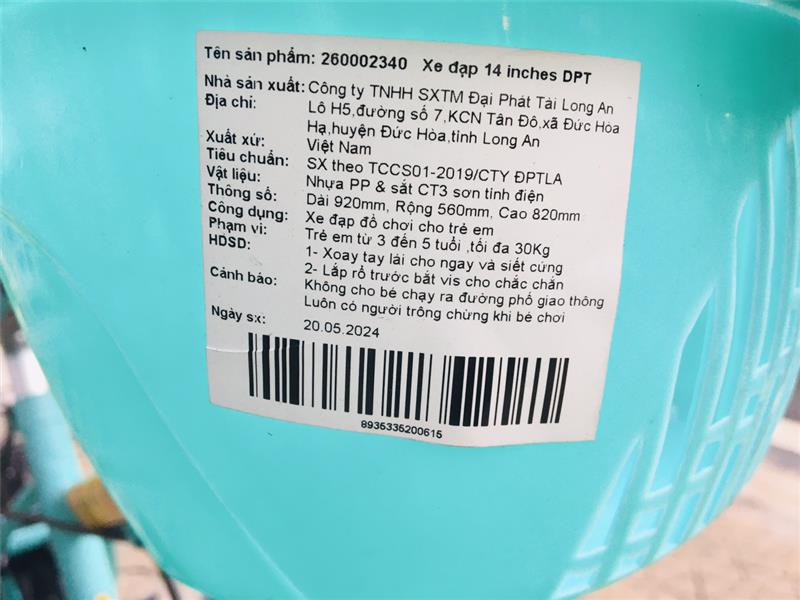 Tên sản phẩm: 260002340 Xe đạp 14 inches DPT
Nhà sản xuất: Công ty TNHH SXTM Đại Phát Tài Long An
Địa chỉ: Lô H5,đường số 7,KCN Tân Đô,xã Đức Hòa
Hạ,huyện Đức Hòa,tỉnh Long An
Xuất xứ: Việt Nam
Tiêu chuẩn: SX theo TCCS01-2019/CTY ĐPTLA
Vật liệu: Nhựa PP & sắt CT3 sơn tỉnh điện
Thông số: Dài 920mm, Rộng 560mm, Cao 820mm
Công dụng: Xe đạp đồ chơi cho trẻ em
Phạm vi: Trẻ em từ 3 đến 5 tuổi ,tối đa 30Kg
HDSD: 1- Xoay tay lái cho ngay và siết cứng
2- Lắp rổ trước bắt vis cho chắc chắn
Cảnh báo: Không cho bé chạy ra đường phố giao thông
Luôn có người trông chừng khi bé chơi
Ngày sx: 20.05.2024
8935335200615